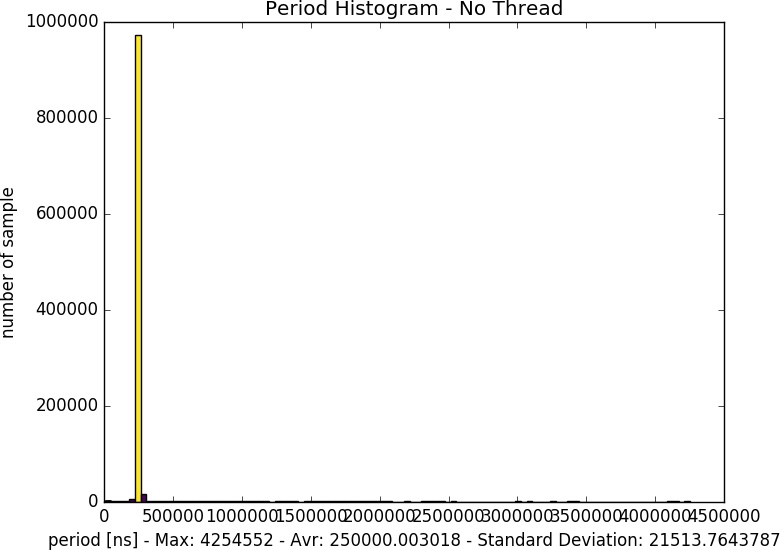 Period Histogram - No Thread
1000000
800000
600000
400000
200000
0
number of sample
0 500000 1000000 1500000 2000000 2500000 3000000 3500000 4000000 4500000
period [ns] - Max: 4254552 - Avr: 250000.003018 - Standard Deviation: 21513.7643787